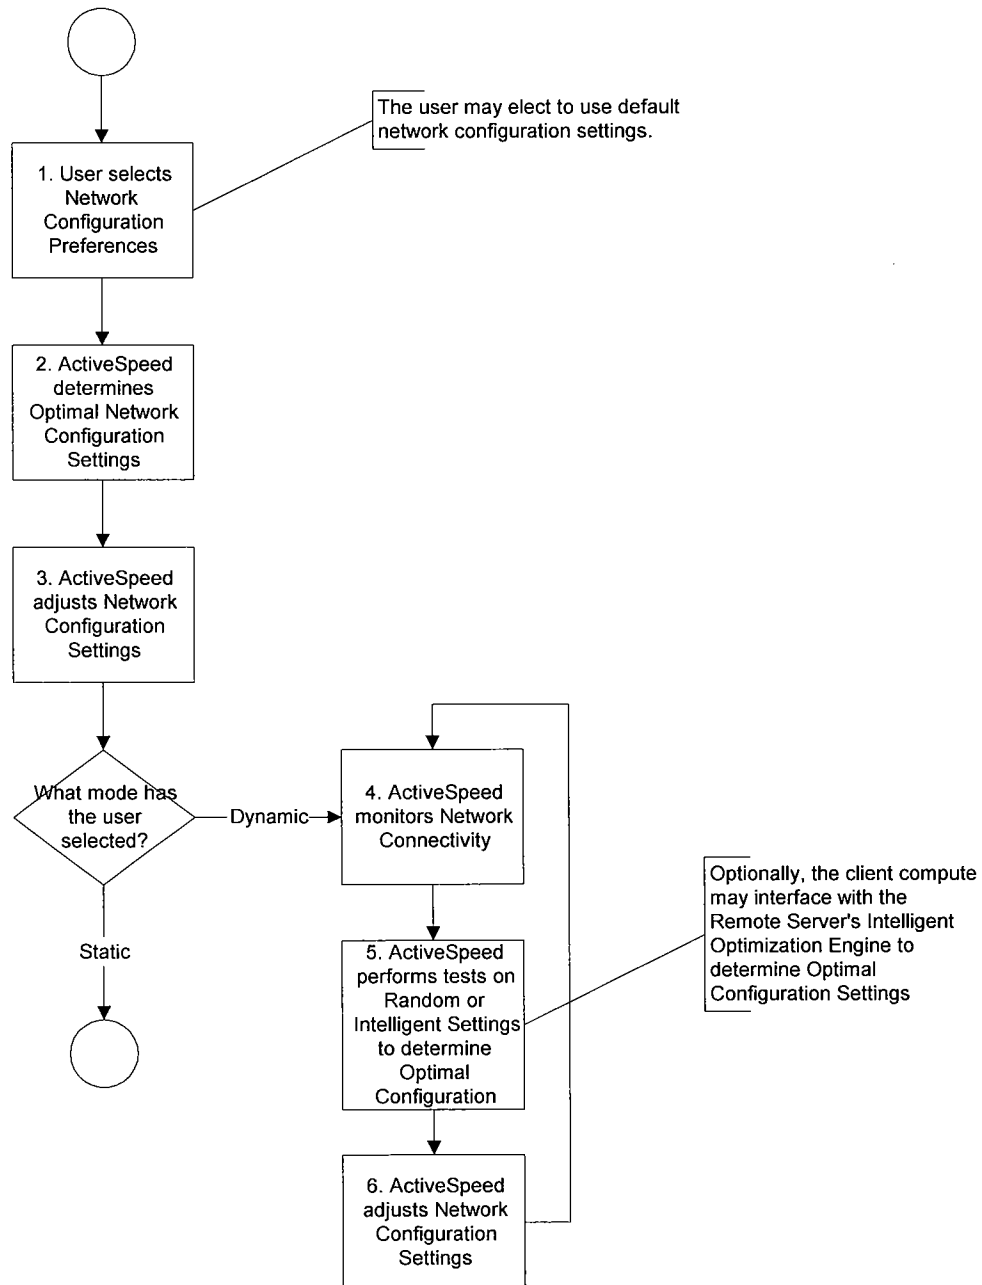 The user may elect to use default
network configuration settings.
1. User selects
Network
Configuration
Preferences
2. ActiveSpeed
determines
Optimal Network
Configuration
Settings
3. ActiveSpeed
adjusts Network
Configuration
Settings
What mode has
the user
selected?
Dynamic
Static
4. ActiveSpeed
monitors Network
Connectivity
5. ActiveSpeed
performs tests on
Random or
Intelligent Settings
to determine
Optimal
Configuration
Optionally, the client compute
may interface with the
Remote Server's Intelligent
Optimization Engine to
determine Optimal
Configuration Settings
6. ActiveSpeed
adjusts Network
Configuration
Settings